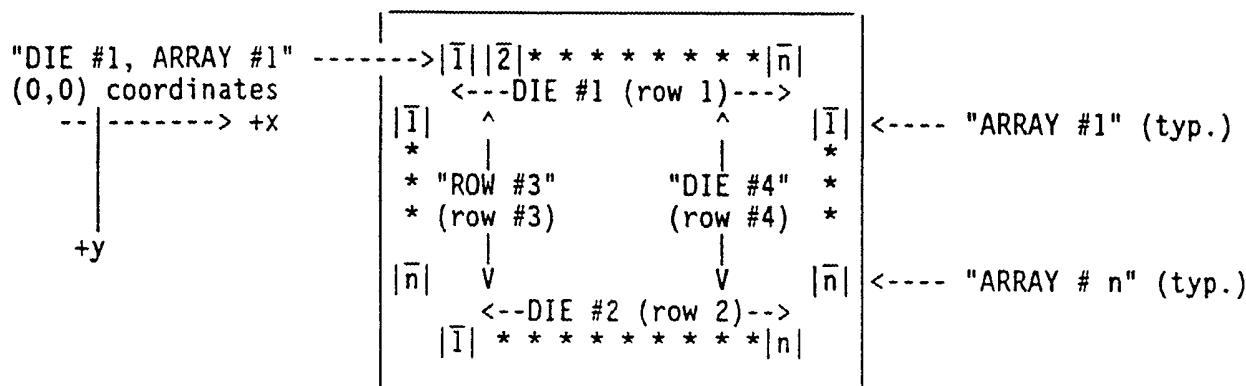 "DIE #1, ARRAY #1" ------->|1||2|* * * * * * * *|n|
(0,0) coordinates <---DIE #1 (row 1)--->
--|-------> +x |1| ^ ^ |1| <---- "ARRAY #1" (typ.)
* | | *
* "ROW #3" "DIE #4" *
* (row #3) (row #4) *
+y | |
|n| V V |n| <---- "ARRAY # n" (typ.)
<--DIE #2 (row 2)-->
|1| * * * * * * * * *|n|